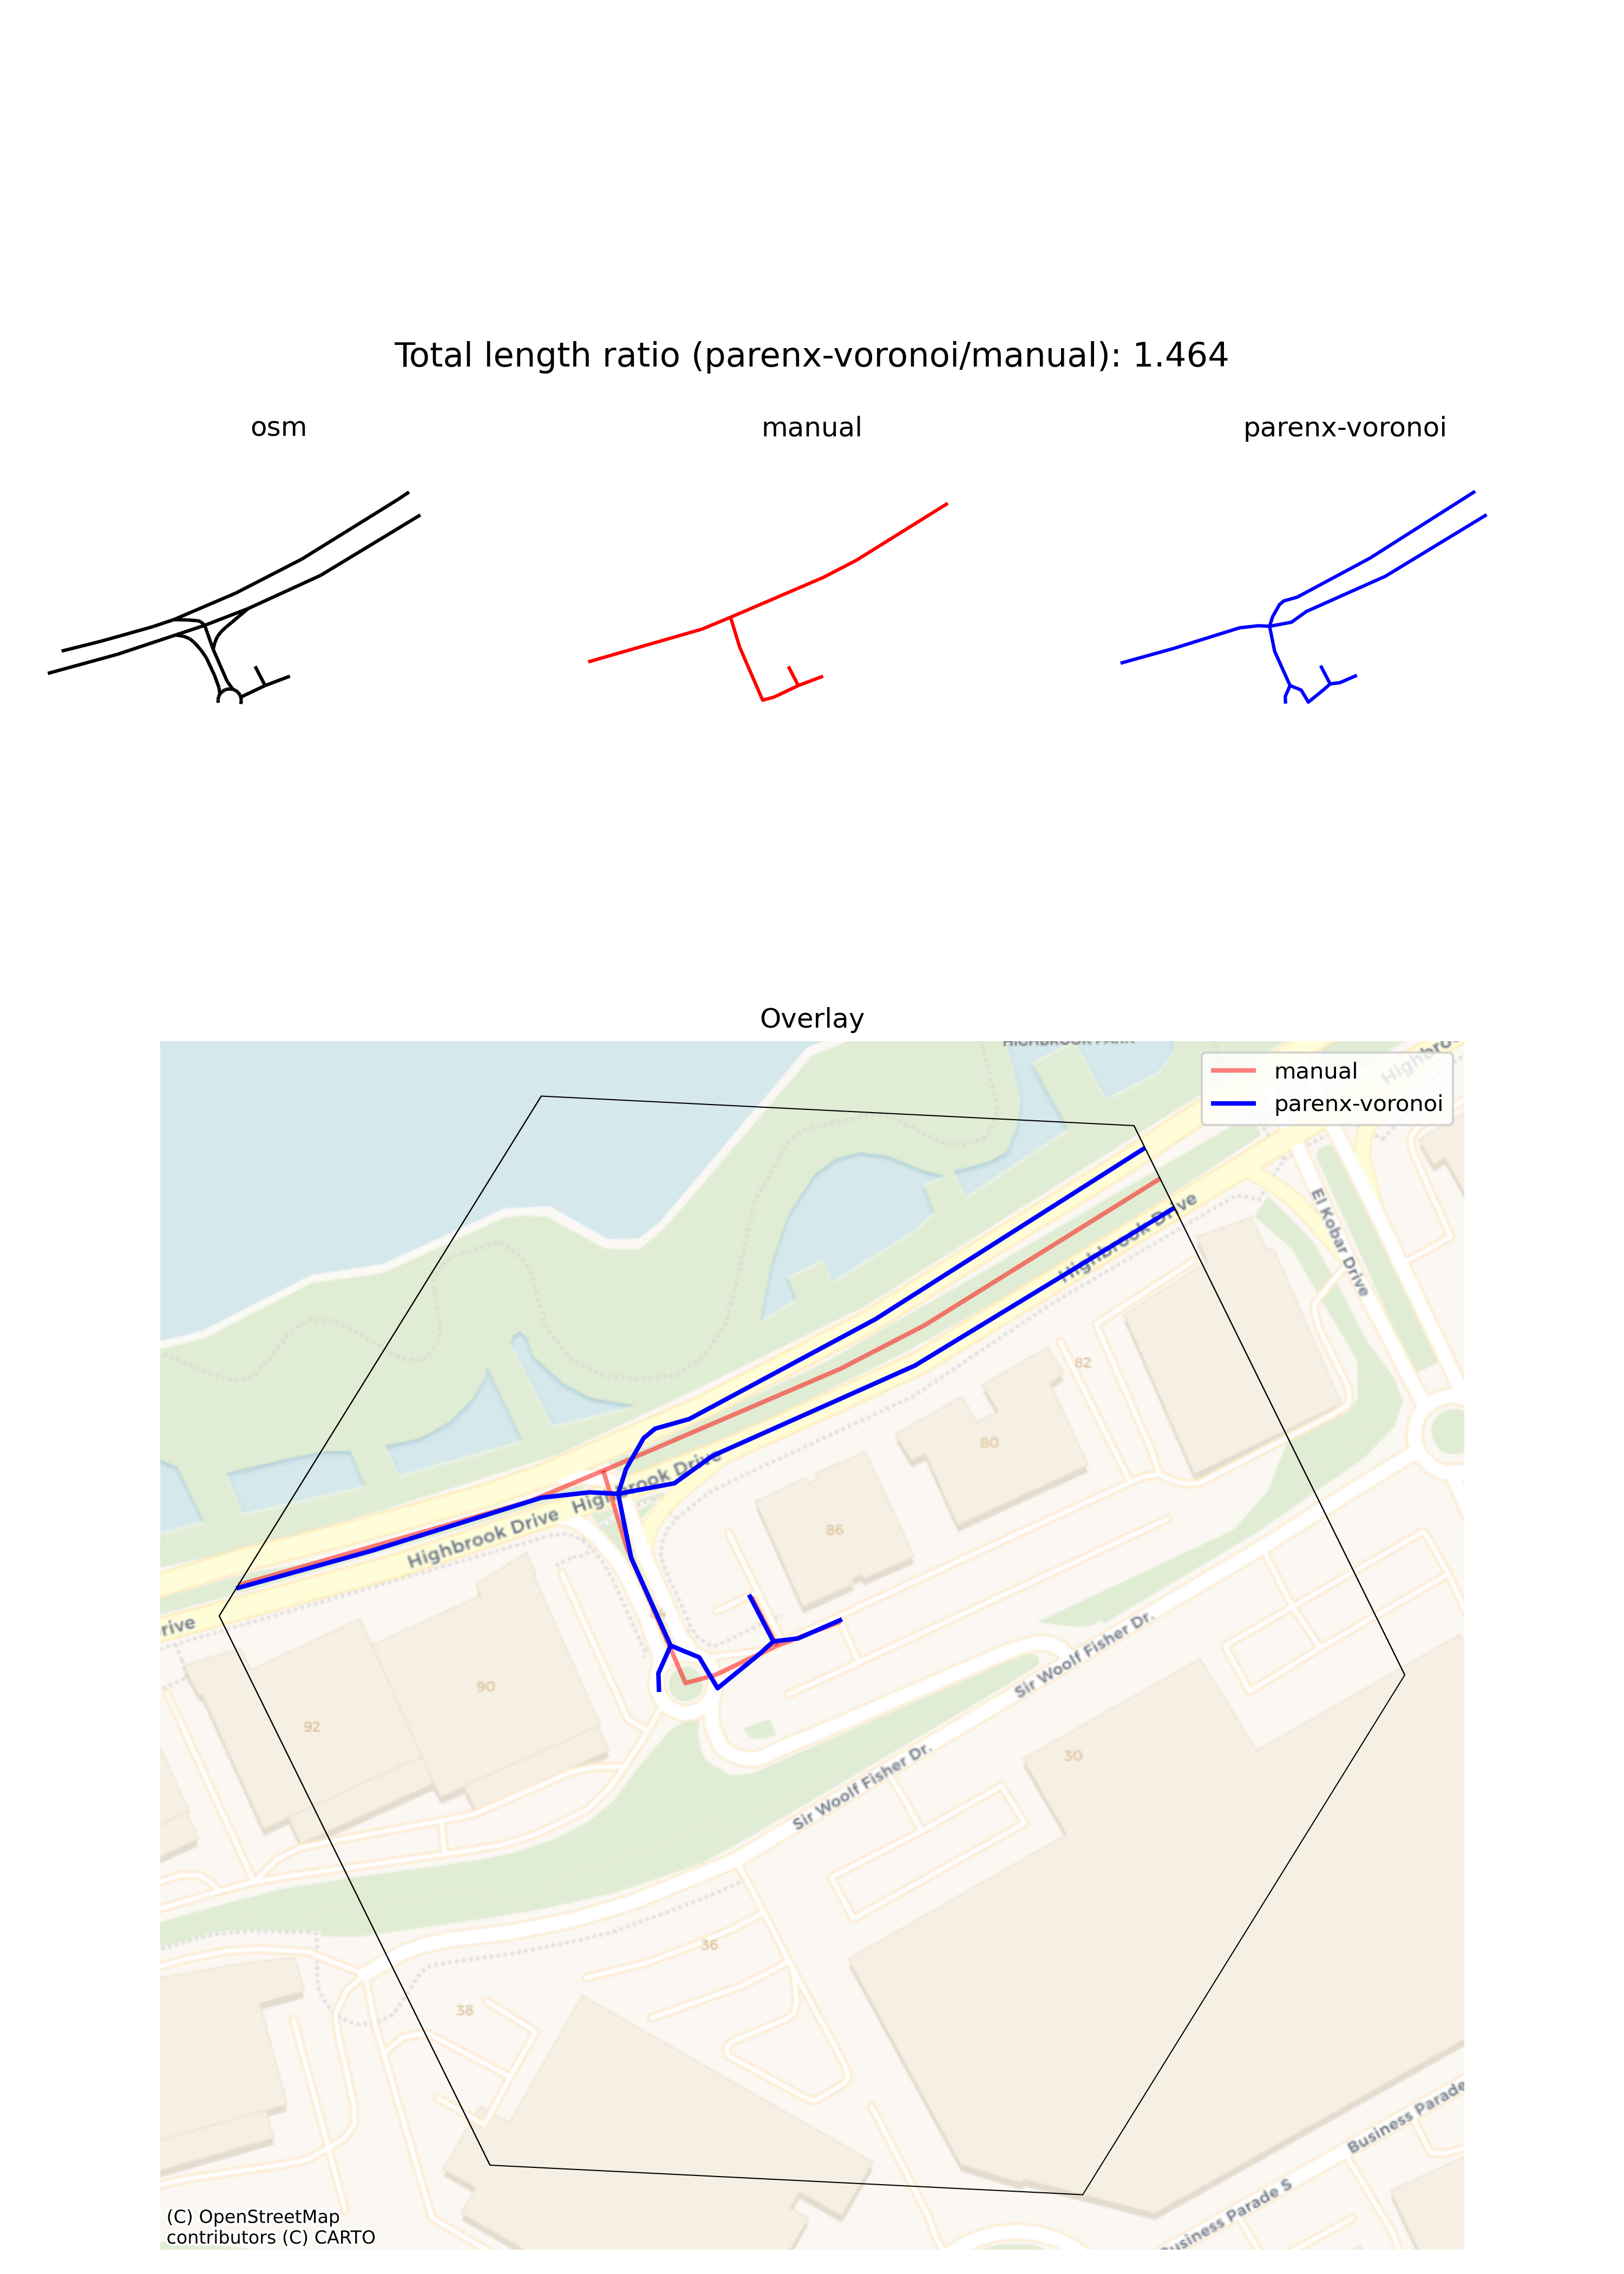 Total length ratio (parenx-voronoi/manual): 1.464
osm
manual
parenx-voronoi
Overlay
HIGHBROOK PARK
manual
parenx-voronoi
Highbro
Highbrook Drive
El Kobar Drive
82
80
Highbrook Drive
Highbrook Drive
86
rive
90
92
Sir Woolf Fisher Dr.
30
Sir Woolf Fisher Dr.
36
38
Business Parade
Business Parade S
(C) OpenStreetMap
contributors (C) CARTO